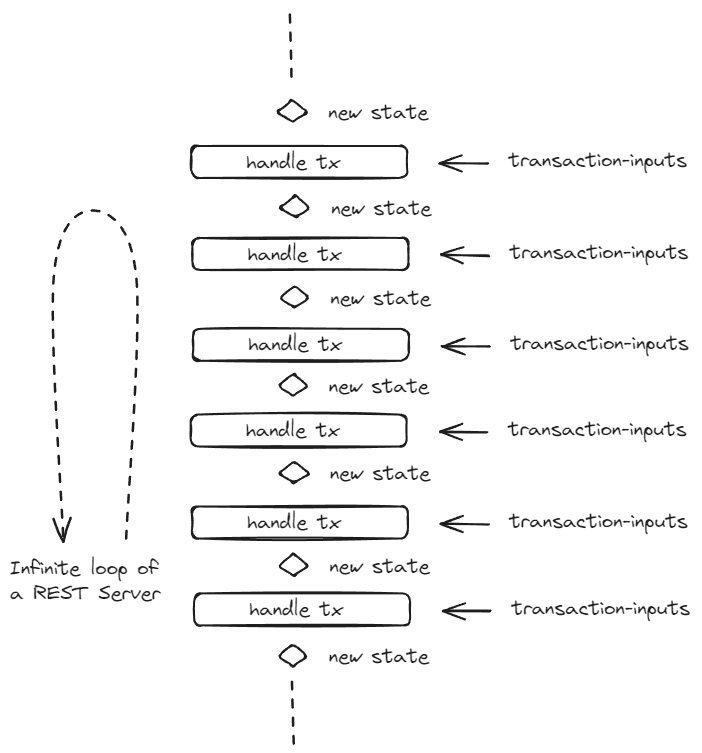 new state
handle tx
transaction-inputs
new state
handle tx
transaction-inputs
new state
handle tx
transaction-inputs
new state
handle tx
transaction-inputs
new state
handle tx
transaction-inputs
new state
handle tx
transaction-inputs
new state
Infinite loop of
a REST Server